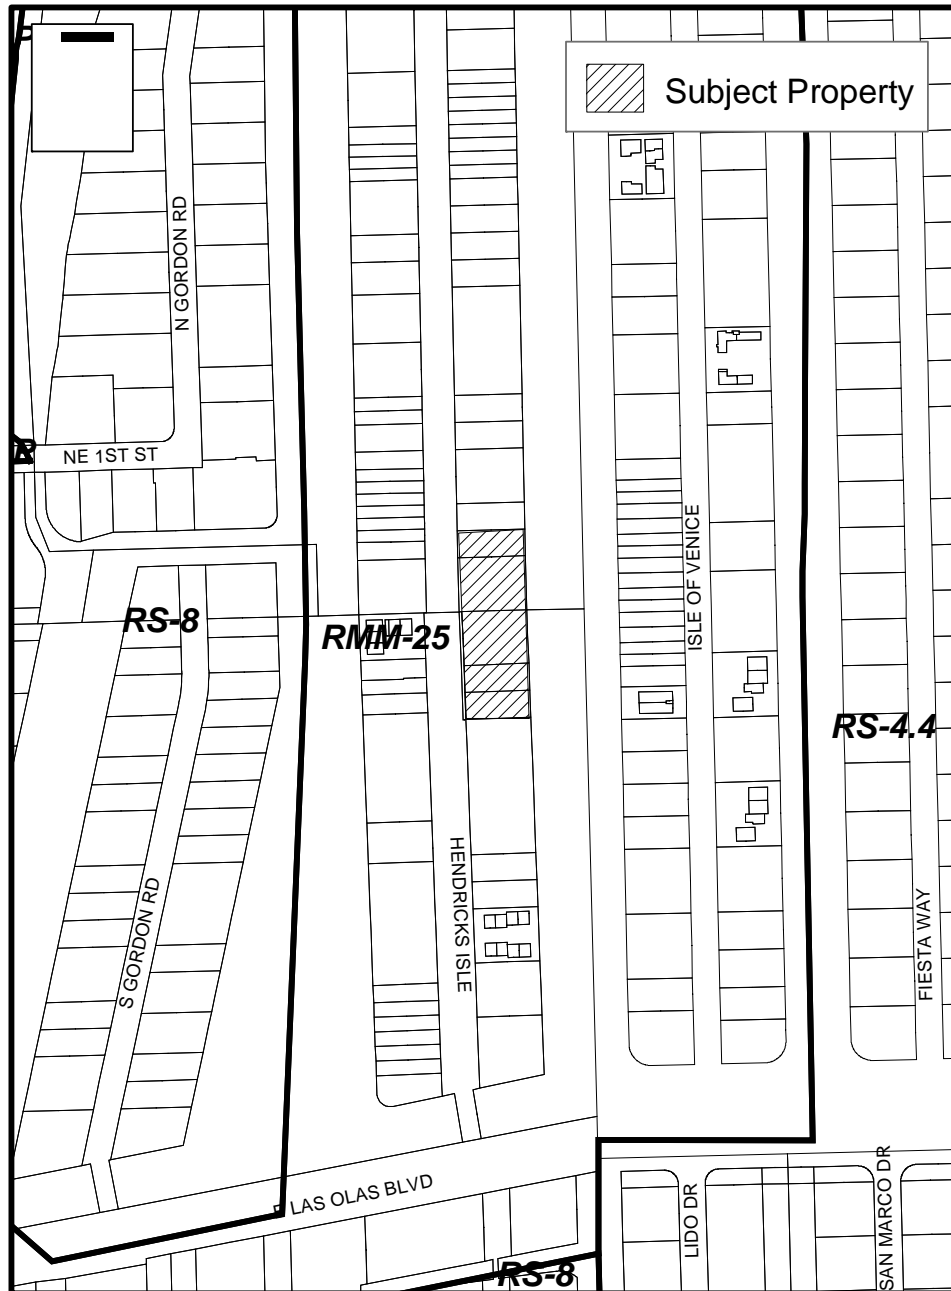 Subject Property
N GORDON RD
NE 1ST ST
ISLE OF VENICE
RS-8
RMM-25
RS-4.4
HENDRICKS ISLE
S GORDON RD
FIESTA WAY
LAS OLAS BLVD
LIDO DR
SAN MARCO DR
RS-8